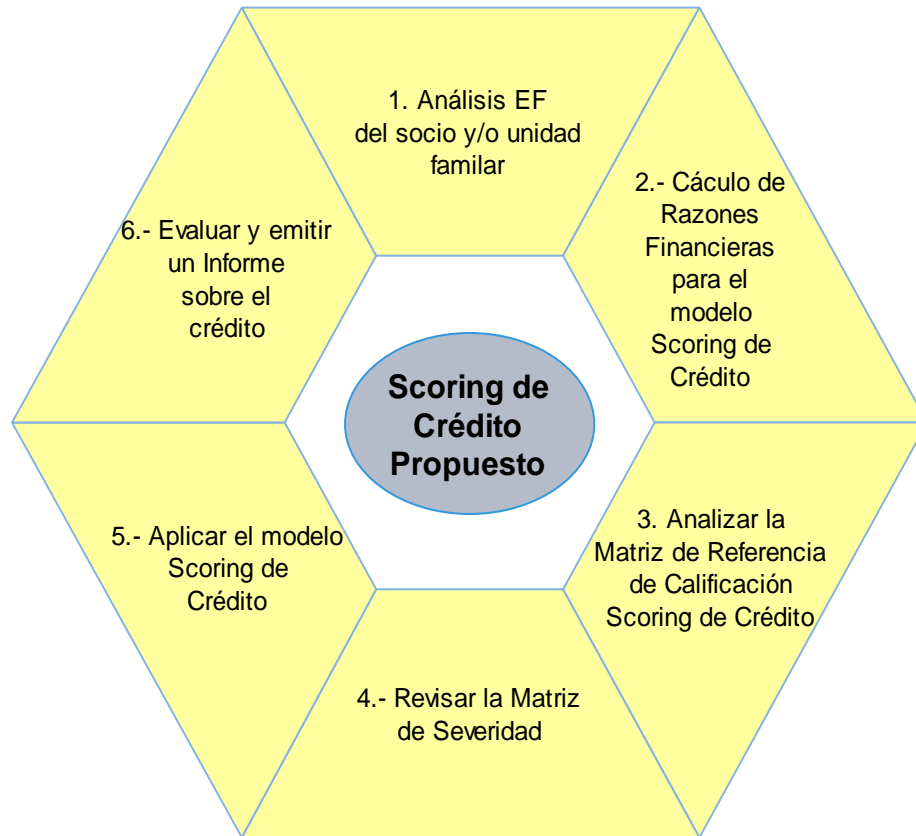 1. Análisis EF
del socio y/o unidad
familar
2.- Cáculo de
Razones
Financieras
para el
modelo
Scoring de
Crédito
3. Analizar la
Matriz de Referencia
de Calificación
Scoring de Crédito
4.- Revisar la Matriz
de Severidad
5.- Aplicar el modelo
Scoring de
Crédito
6.- Evaluar y emitir
un Informe
sobre el
crédito
Scoring de
Crédito
Propuesto